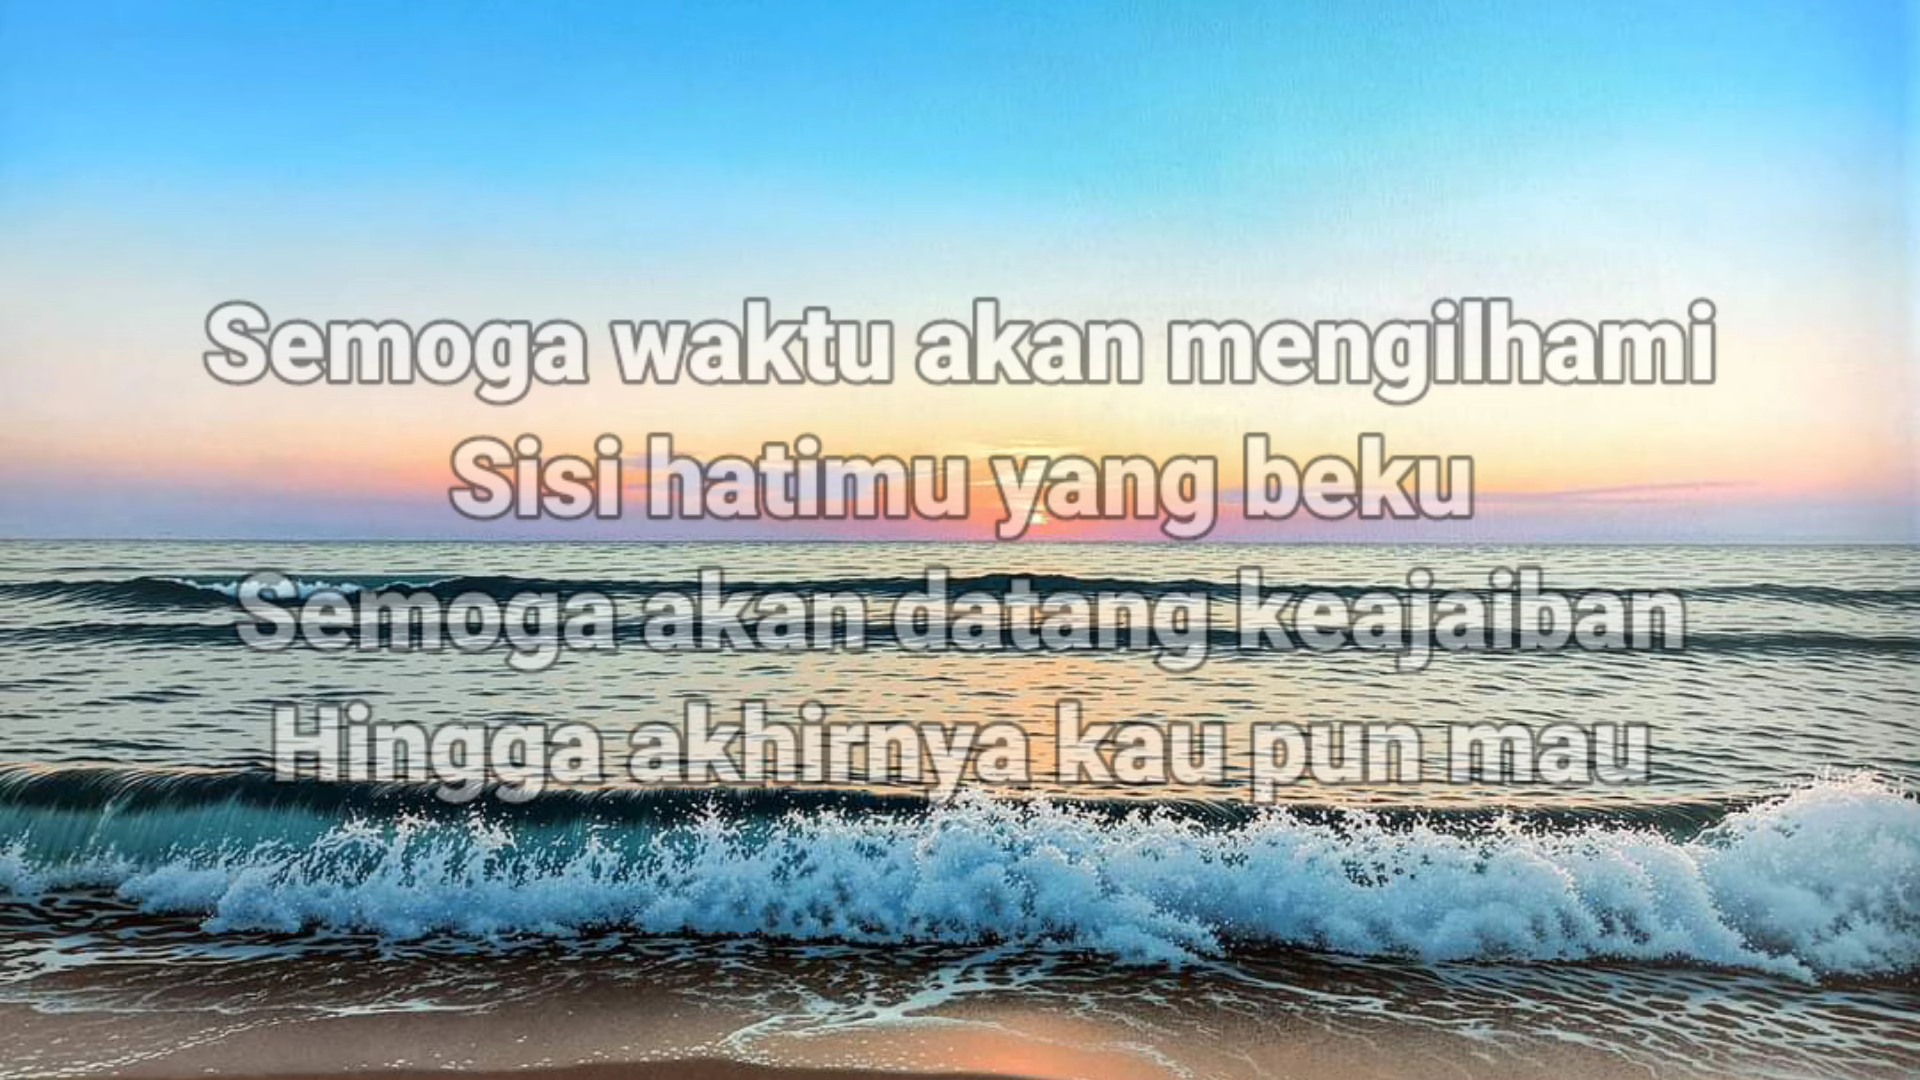 Semoga waktu akan mengilhami
Sisi hatimu yang beku
Semoga akan datang keajaiban
Hingga akhirnya kau pun mau